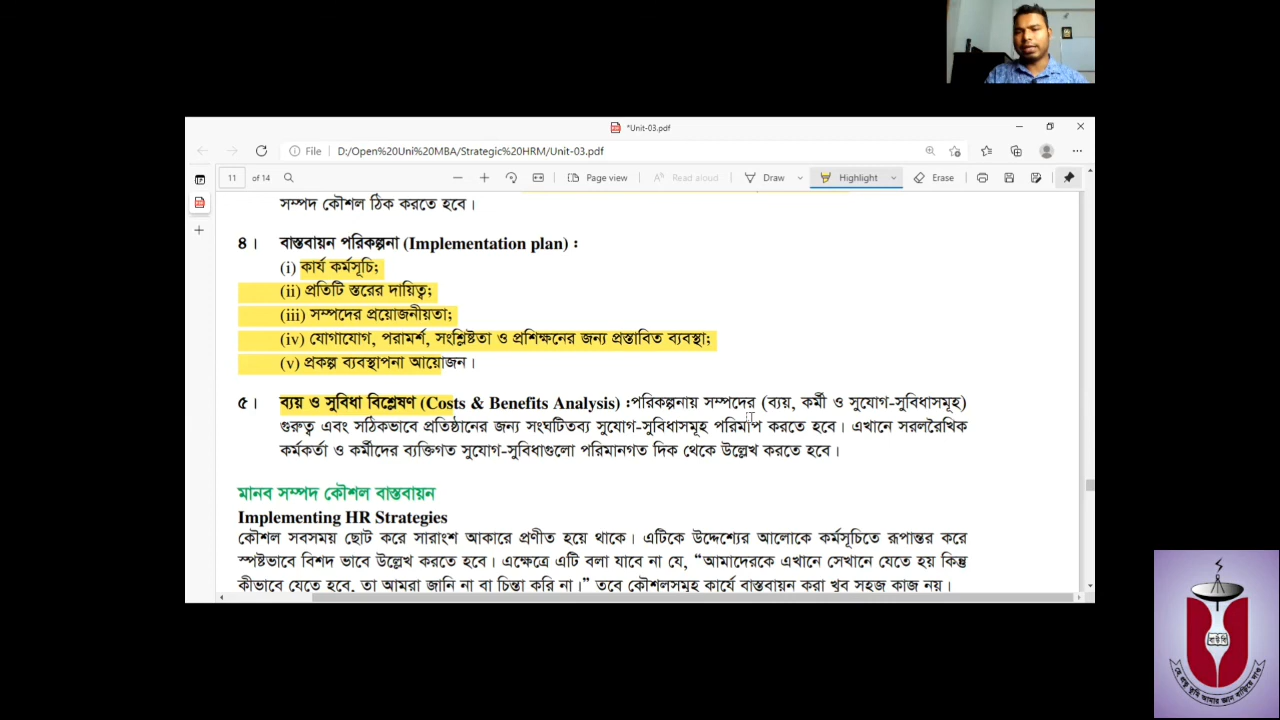 *Unit-03.pdf
File D:/Open%20Uni%20MBA/Strategic%20HRM/Unit-03.pdf
11 of 14 Page view Read aloud Draw Highlight Erase
সম্পদ কৌশল ঠিক করতে হবে।
৪। বাস্তবায়ন পরিকল্পনা (Implementation plan) :
(i) কার্য কর্মসূচি;
(ii) প্রতিটি স্তরের দায়িত্ব;
(iii) সম্পদের প্রয়োজনীয়তা;
(iv) যোগাযোগ, পরামর্শ, সংশ্লিষ্টতা ও প্রশিক্ষনের জন্য প্রস্তাবিত ব্যবস্থা;
(v) প্রকল্প ব্যবস্থাপনা আয়োজন।
৫। ব্যয় ও সুবিধা বিশ্লেষণ (Costs & Benefits Analysis) :পরিকল্পনায় সম্পদের (ব্যয়, কর্মী ও সুযোগ-সুবিধাসমূহ)
গুরুত্ব এবং সঠিকভাবে প্রতিষ্ঠানের জন্য সংঘটিতব্য সুযোগ-সুবিধাসমূহ পরিমাপ করতে হবে। এখানে সরলরৈখিক
কর্মকর্তা ও কর্মীদের ব্যক্তিগত সুযোগ-সুবিধাগুলো পরিমানগত দিক থেকে উল্লেখ করতে হবে।
মানব সম্পদ কৌশল বাস্তবায়ন
Implementing HR Strategies
কৌশল সবসময় ছোট করে সারাংশ আকারে প্রণীত হয়ে থাকে। এটিকে উদ্দেশ্যের আলোকে কর্মসূচিতে রূপান্তর করে
স্পষ্টভাবে বিশদ ভাবে উল্লেখ করতে হবে। এক্ষেত্রে এটি বলা যাবে না যে, “আমাদেরকে এখানে সেখানে যেতে হয় কিন্তু
কীভাবে যেতে হবে, তা আমরা জানি না বা চিন্তা করি না।” তবে কৌশলসমূহ কার্যে বাস্তবায়ন করা খুব সহজ কাজ নয়।
বাউবি